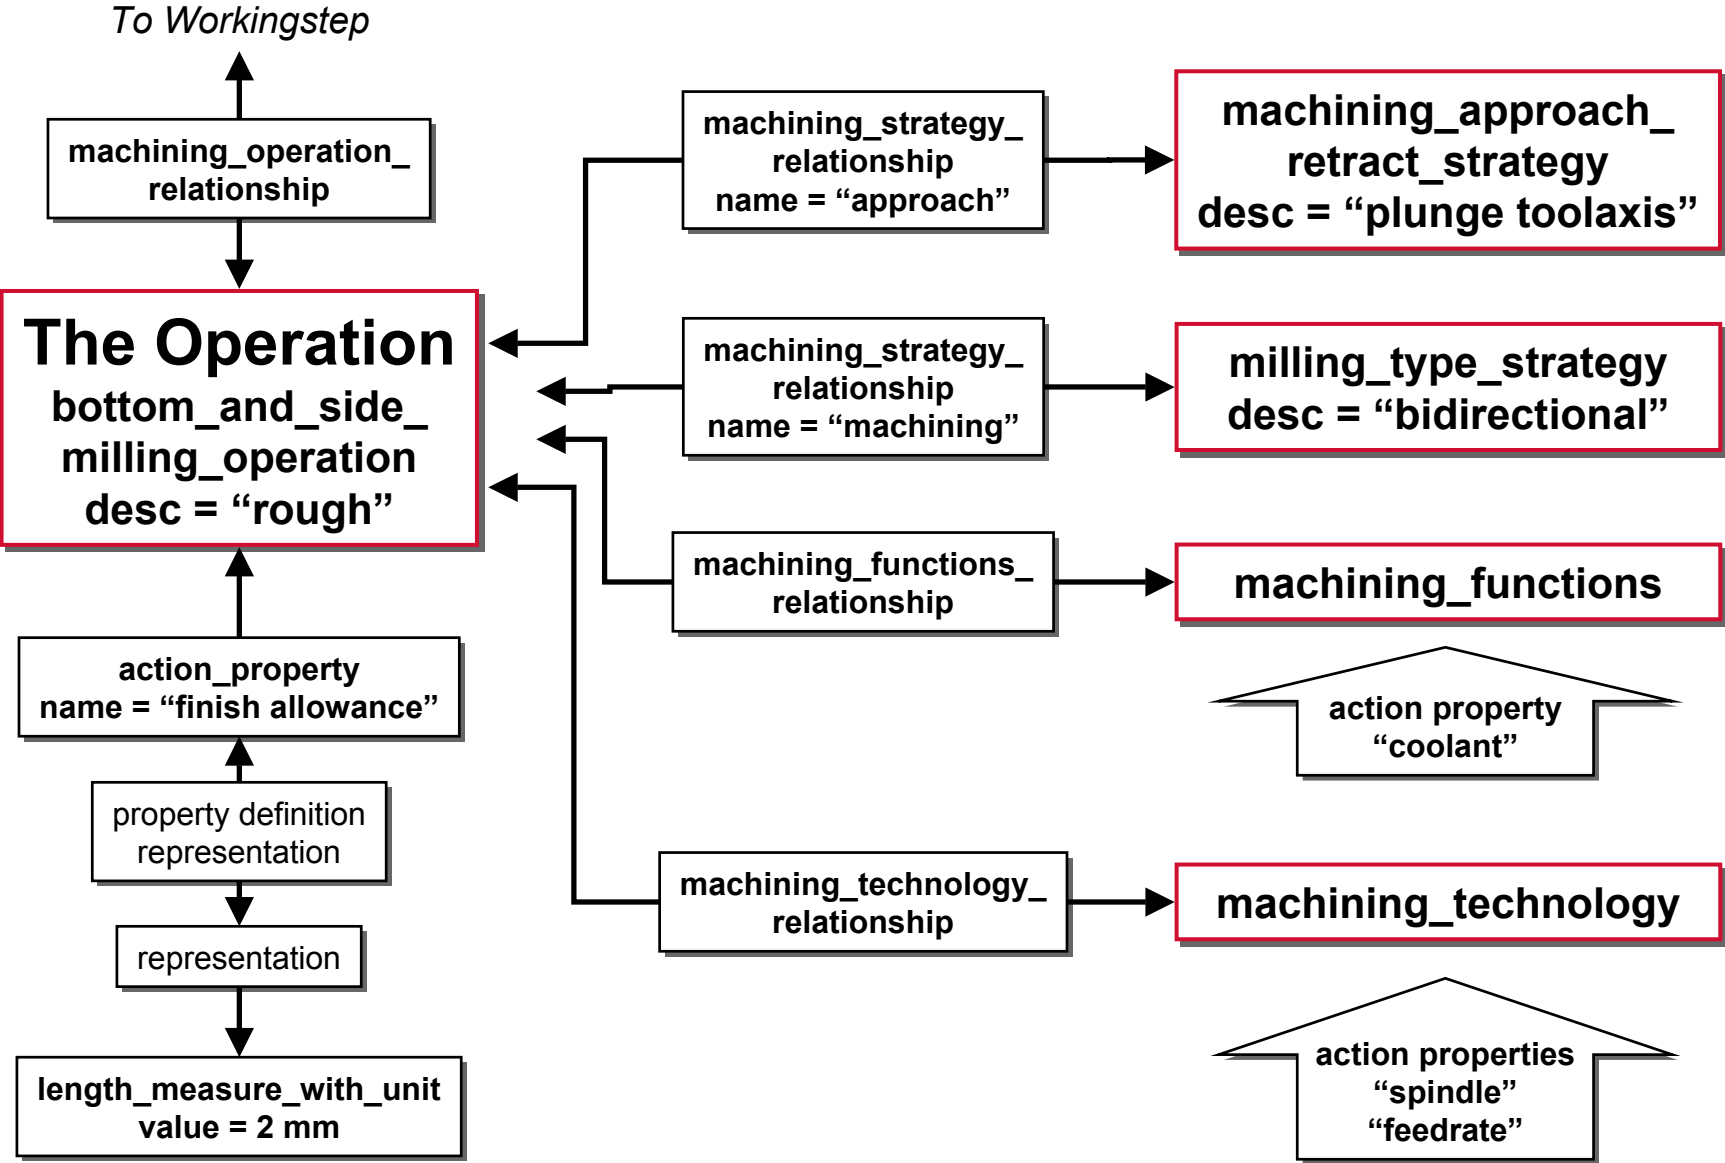 To Workingstep
machining_operation_
relationship
The Operation
bottom_and_side_
milling_operation
desc = “rough”
action_property
name = “finish allowance”
property definition
representation
representation
length_measure_with_unit
value = 2 mm
machining_strategy_
relationship
name = “approach”
machining_strategy_
relationship
name = “machining”
machining_functions_
relationship
machining_technology_
relationship
machining_approach_
retract_strategy
desc = “plunge toolaxis”
milling_type_strategy
desc = “bidirectional”
machining_functions
action property
“coolant”
machining_technology
action properties
“spindle”
“feedrate”